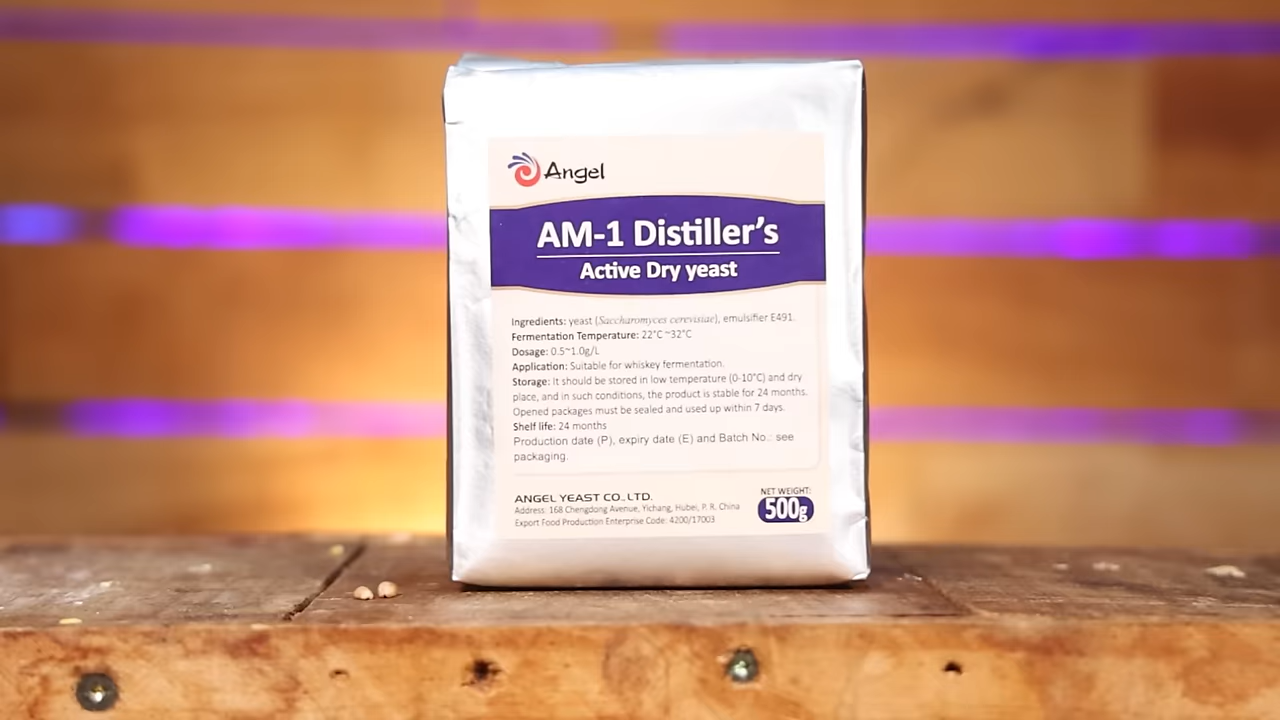 Angel
AM-1 Distiller's
Active Dry yeast
Ingredients: yeast (Saccharomyces cerevisiae), emulsifier E491.
Fermentation Temperature: 22°C ~32°C
Dosage: 0.5~1.0g/L
Application: Suitable for whiskey fermentation.
Storage: It should be stored in low temperature (0-10°C) and dry
place, and in such conditions, the product is stable for 24 months.
Opened packages must be sealed and used up within 7 days.
Shelf life: 24 months
Production date (P), expiry date (E) and Batch No.: see
packaging.
ANGEL YEAST CO., LTD.
Address: 168 Chengdong Avenue, Yichang, Hubei, P. R. China
Export Food Production Enterprise Code: 4200/17003
NET WEIGHT:
500g